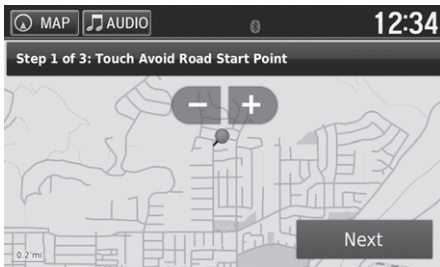 MAP AUDIO 12:34
Step 1 of 3: Touch Avoid Road Start Point
− +
Next
0.2 mi